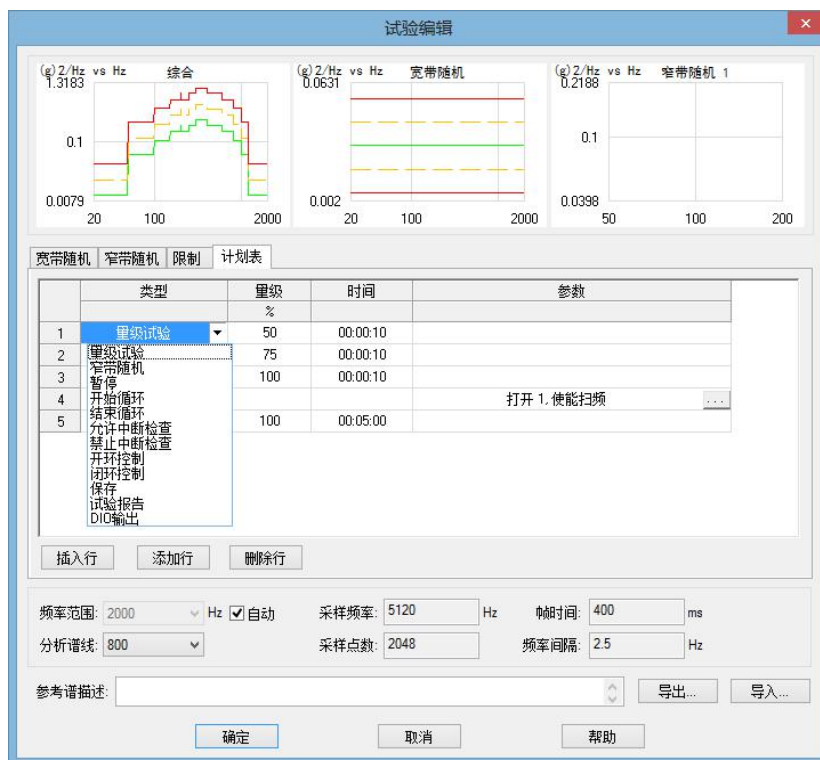 试验编辑
(g)2/Hz vs Hz 综合
1.3183
0.1
0.0079
20 100 2000
(g)2/Hz vs Hz 宽带随机
0.0631
0.002
20 100 2000
(g)2/Hz vs Hz 窄带随机 1
0.2188
0.1
0.0398
50 100 200
宽带随机 窄带随机 限制 计划表
类型 量级 时间 参数
%
1 量级试验 50 00:00:10
2 75 00:00:10
3 100 00:00:10
4 打开 1, 使能扫频 ...
5 100 00:05:00
量级试验
窄带随机
暂停
开始循环
结束循环
允许中断检查
禁止中断检查
开环控制
闭环控制
保存
试验报告
DIO输出
插入行 添加行 删除行
频率范围: 2000 Hz 自动 采样频率: 5120 Hz 帧时间: 400 ms
分析谱线: 800 采样点数: 2048 频率间隔: 2.5 Hz
参考谱描述: 导出... 导入...
确定 取消 帮助